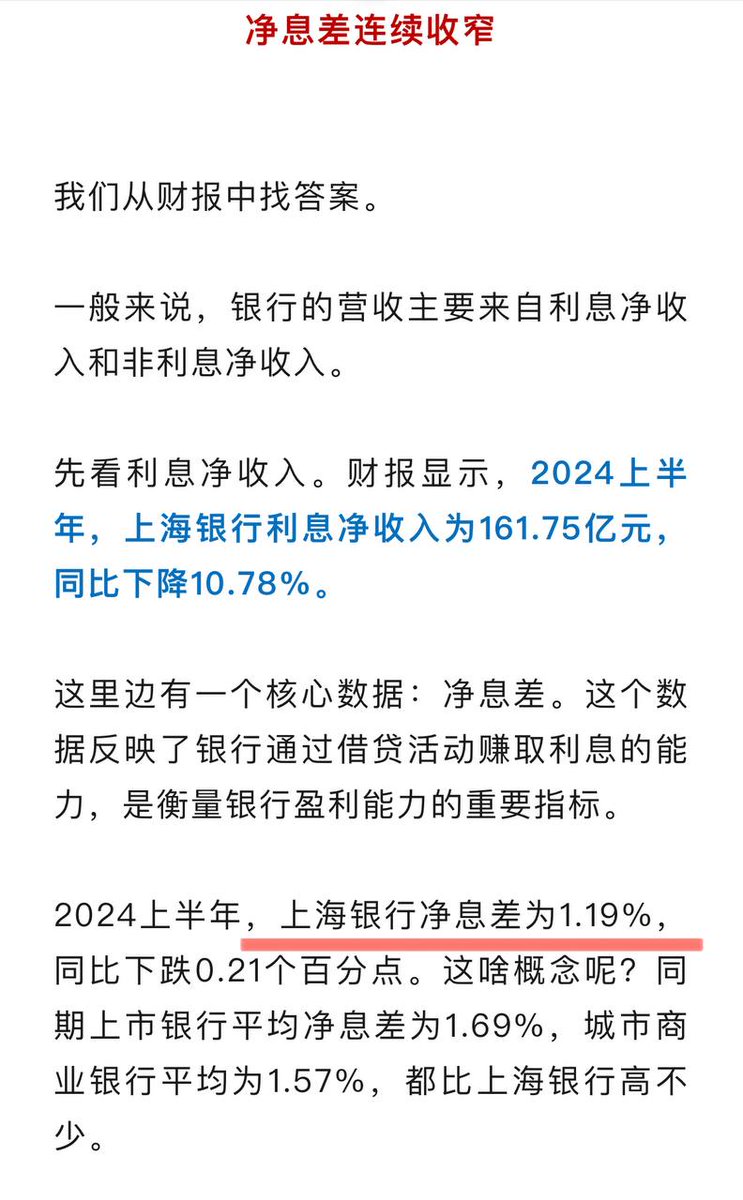 净息差连续收窄
我们从财报中找答案。
一般来说，银行的营收主要来自利息净收
入和非利息净收入。
先看利息净收入。财报显示，2024上半
年，上海银行利息净收入为161.75亿元，
同比下降10.78%。
这里边有一个核心数据：净息差。这个数
据反映了银行通过借贷活动赚取利息的能
力，是衡量银行盈利能力的重要指标。
2024上半年，上海银行净息差为1.19%，
同比下跌0.21个百分点。这啥概念呢？同
期上市银行平均净息差为1.69%，城市商
业银行平均为1.57%，都比上海银行高不
少。